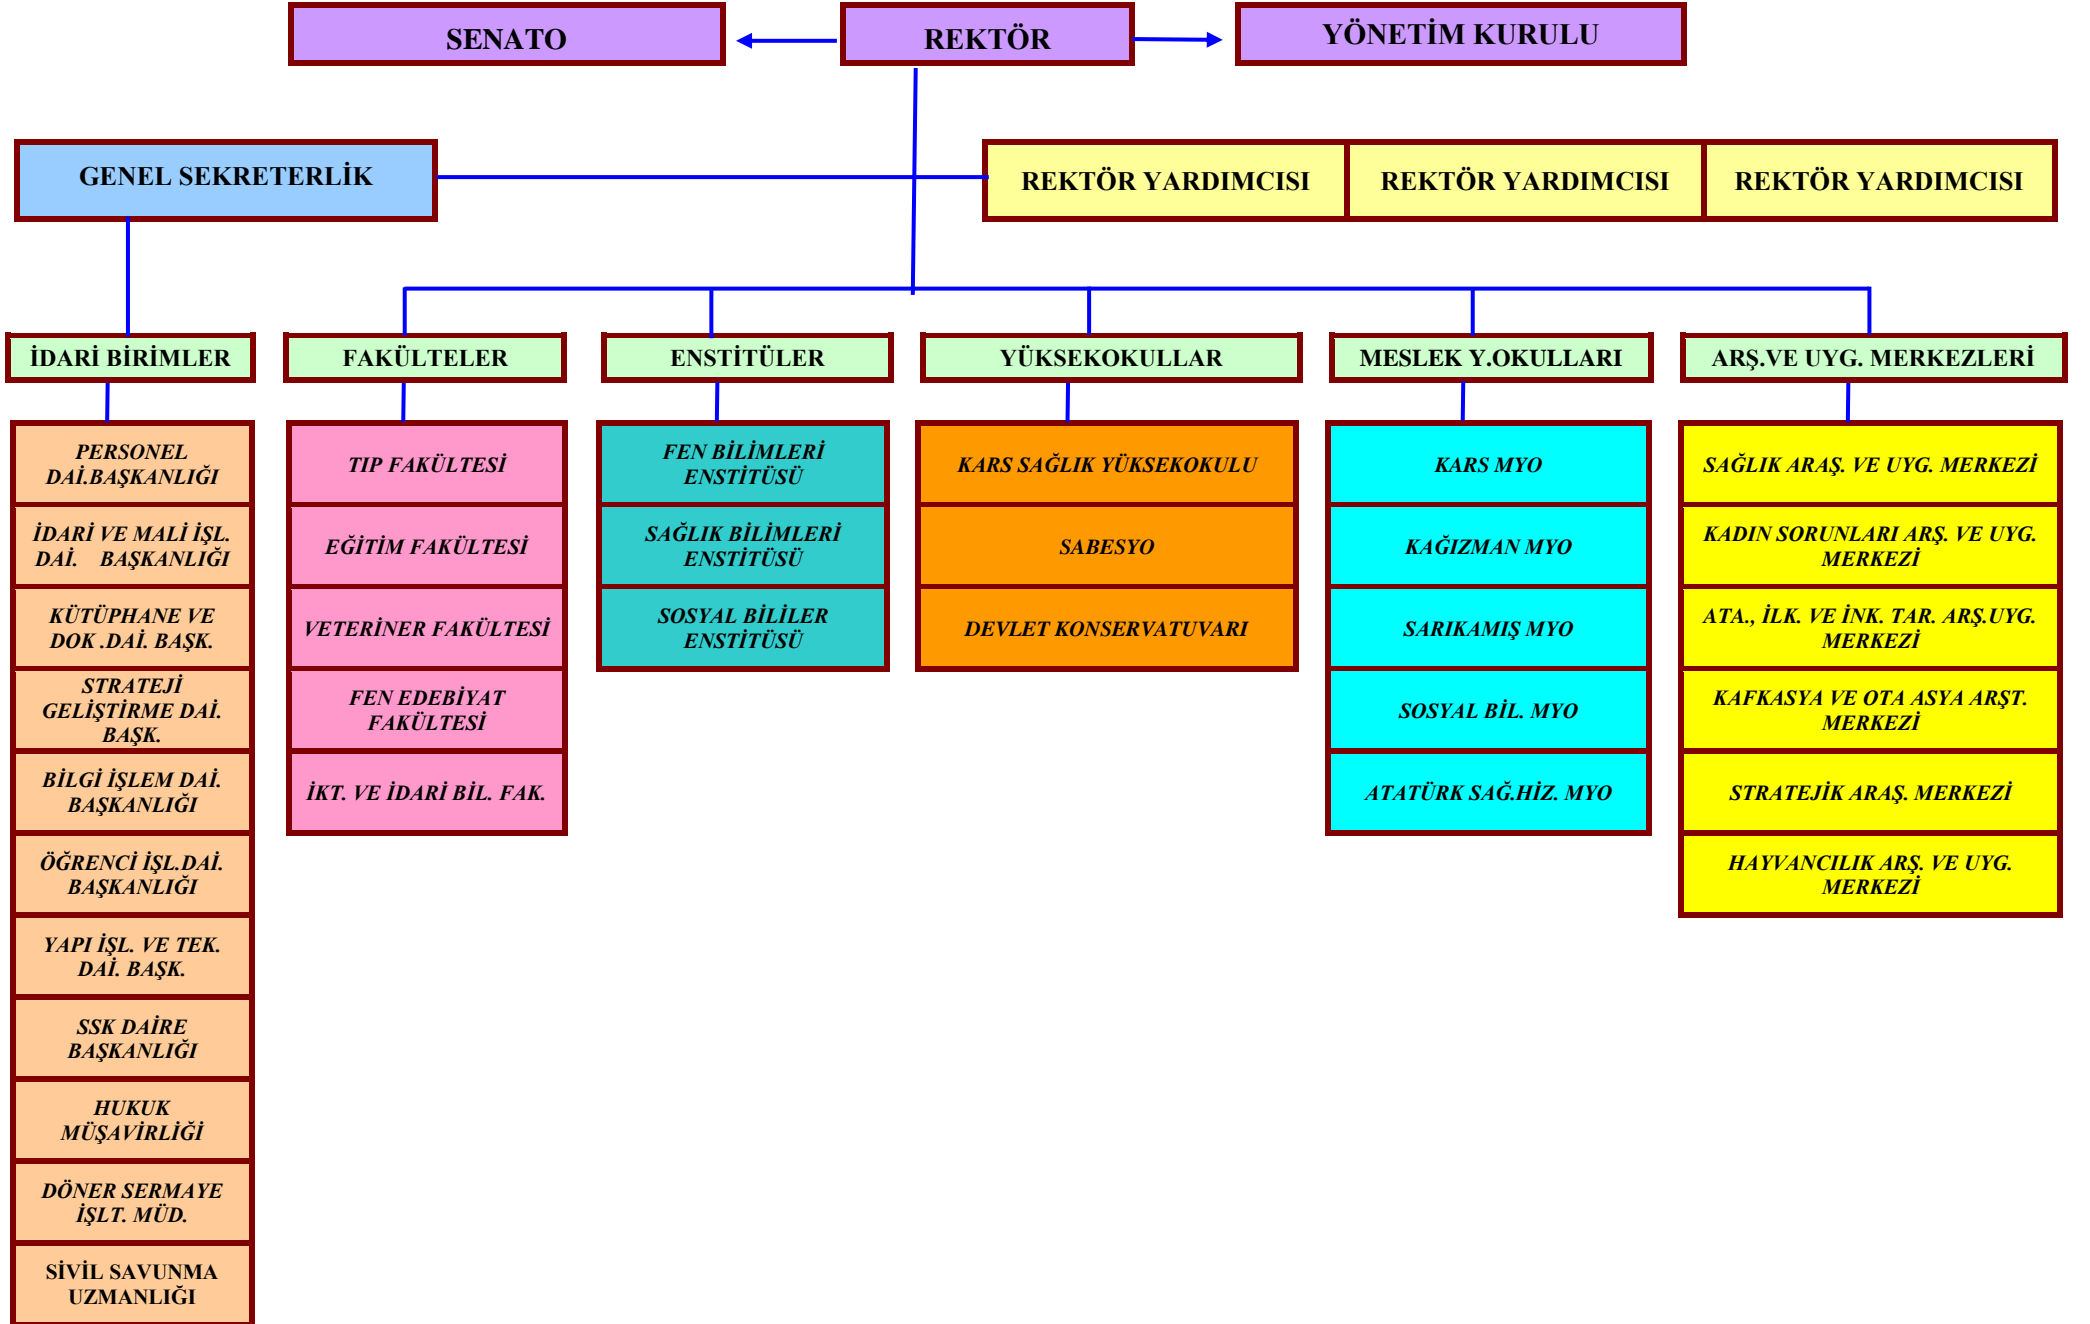 SENATO
REKTÖR
YÖNETİM KURULU
GENEL SEKRETERLİK
REKTÖR YARDIMCISI
REKTÖR YARDIMCISI
REKTÖR YARDIMCISI
İDARİ BİRİMLER
FAKÜLTELER
ENSTİTÜLER
YÜKSEKOKULLAR
MESLEK Y.OKULLARI
ARŞ.VE UYG. MERKEZLERİ
PERSONEL
DAİ.BAŞKANLIĞI
İDARİ VE MALİ İŞL.
DAİ. BAŞKANLIĞI
KÜTÜPHANE VE
DOK .DAİ. BAŞK.
STRATEJİ
GELİŞTİRME DAİ.
BAŞK.
BİLGİ İŞLEM DAİ.
BAŞKANLIĞI
ÖĞRENCİ İŞL.DAİ.
BAŞKANLIĞI
YAPI İŞL. VE TEK.
DAİ. BAŞK.
SSK DAİRE
BAŞKANLIĞI
HUKUK
MÜŞAVİRLİĞİ
DÖNER SERMAYE
İŞLT. MÜD.
SİVİL SAVUNMA
UZMANLIĞI
TIP FAKÜLTESİ
EĞİTİM FAKÜLTESİ
VETERİNER FAKÜLTESİ
FEN EDEBİYAT
FAKÜLTESİ
İKT. VE İDARİ BİL. FAK.
FEN BİLİMLERİ
ENSTİTÜSÜ
SAĞLIK BİLİMLERİ
ENSTİTÜSÜ
SOSYAL BİLİLER
ENSTİTÜSÜ
KARS SAĞLIK YÜKSEKOKULU
SABESYO
DEVLET KONSERVATUVARI
KARS MYO
KAĞIZMAN MYO
SARIKAMIŞ MYO
SOSYAL BİL. MYO
ATATÜRK SAĞ.HİZ. MYO
SAĞLIK ARAŞ. VE UYG. MERKEZİ
KADIN SORUNLARI ARŞ. VE UYG.
MERKEZİ
ATA., İLK. VE İNK. TAR. ARŞ.UYG.
MERKEZİ
KAFKASYA VE OTA ASYA ARŞT.
MERKEZİ
STRATEJİK ARAŞ. MERKEZİ
HAYVANCILIK ARŞ. VE UYG.
MERKEZİ